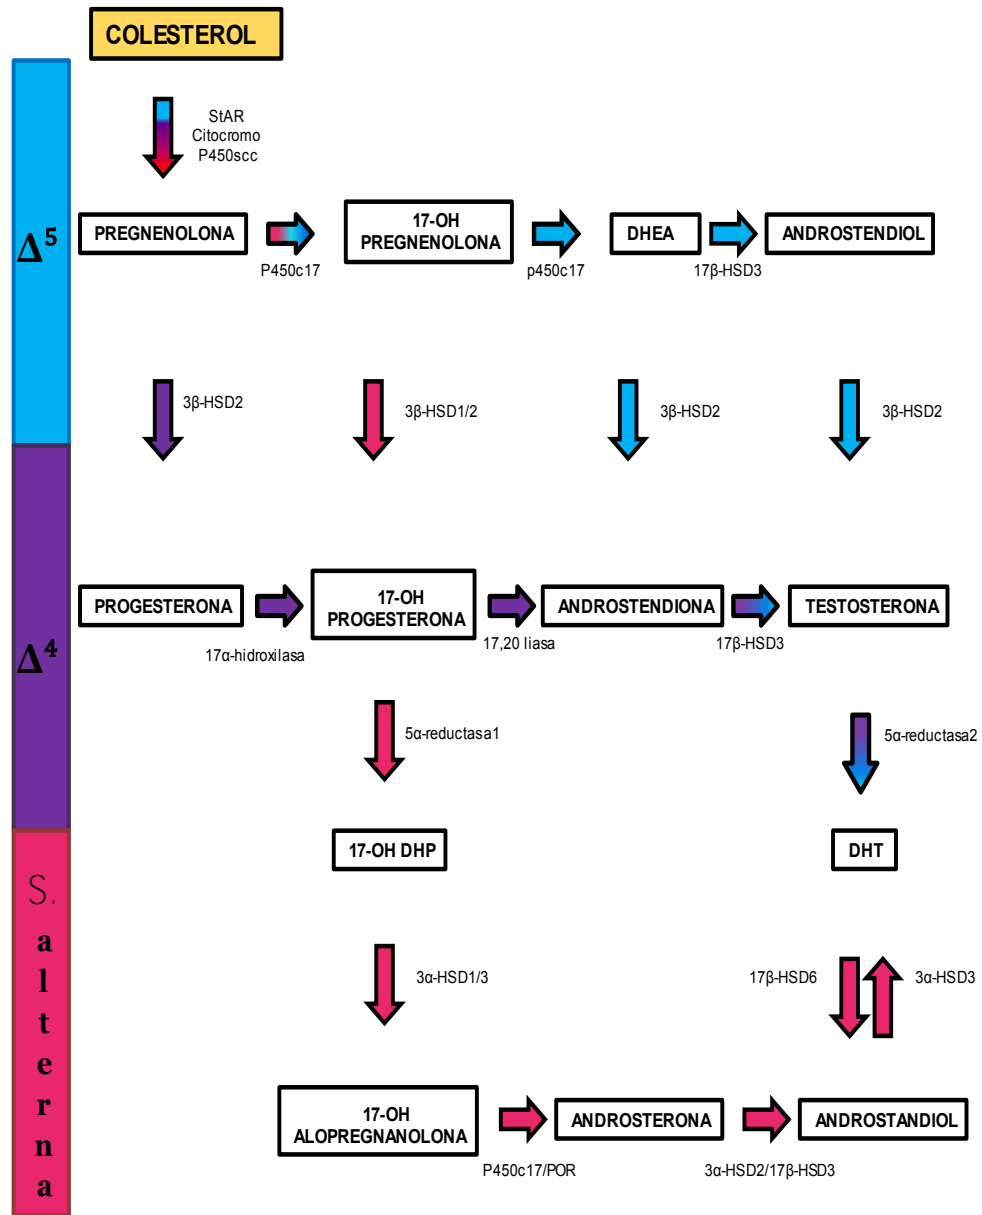 COLESTEROL
StAR
Citocromo
P450scc
Δ⁵
PREGNENOLONA
P450c17
17-OH
PREGNENOLONA
p450c17
DHEA
17β-HSD3
ANDROSTENDIOL
3β-HSD2
3β-HSD1/2
3β-HSD2
3β-HSD2
Δ⁴
PROGESTERONA
17α-hidroxilasa
17-OH
PROGESTERONA
17,20 liasa
ANDROSTENDIONA
17β-HSD3
TESTOSTERONA
5α-reductasa1
5α-reductasa2
S.
a
l
t
e
r
n
a
17-OH DHP
DHT
3α-HSD1/3
17β-HSD6
3α-HSD3
17-OH
ALOPREGNANOLONA
P450c17/POR
ANDROSTERONA
3α-HSD2/17β-HSD3
ANDROSTANDIOL